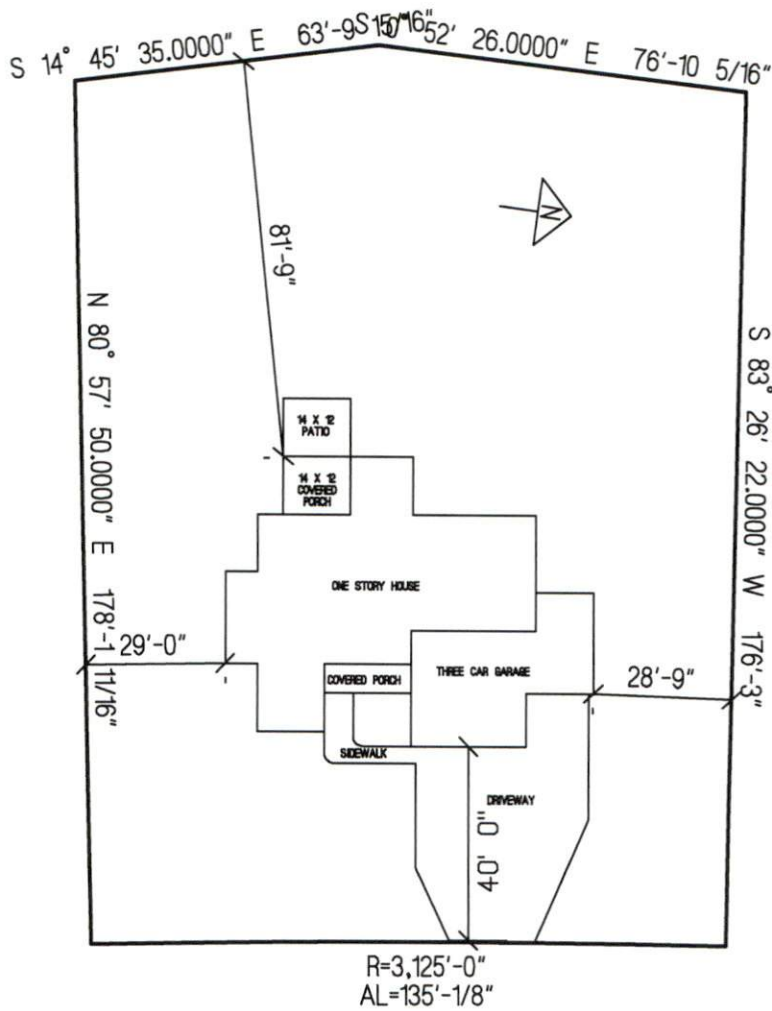 S 14° 45' 35.0000" E 63'-9 15/16"
S 0° 52' 26.0000" E 76'-10 5/16"
N
81'-9"
N 80° 57' 50.0000" E 178'-1 11/16"
S 83° 26' 22.0000" W 176'-3"
14 X 12
PATIO
14 X 12
COVERED
PORCH
ONE STORY HOUSE
29'-0"
COVERED PORCH
THREE CAR GARAGE
28'-9"
SIDEWALK
DRIVEWAY
40' 0"
R=3,125'-0"
AL=135'-1/8"